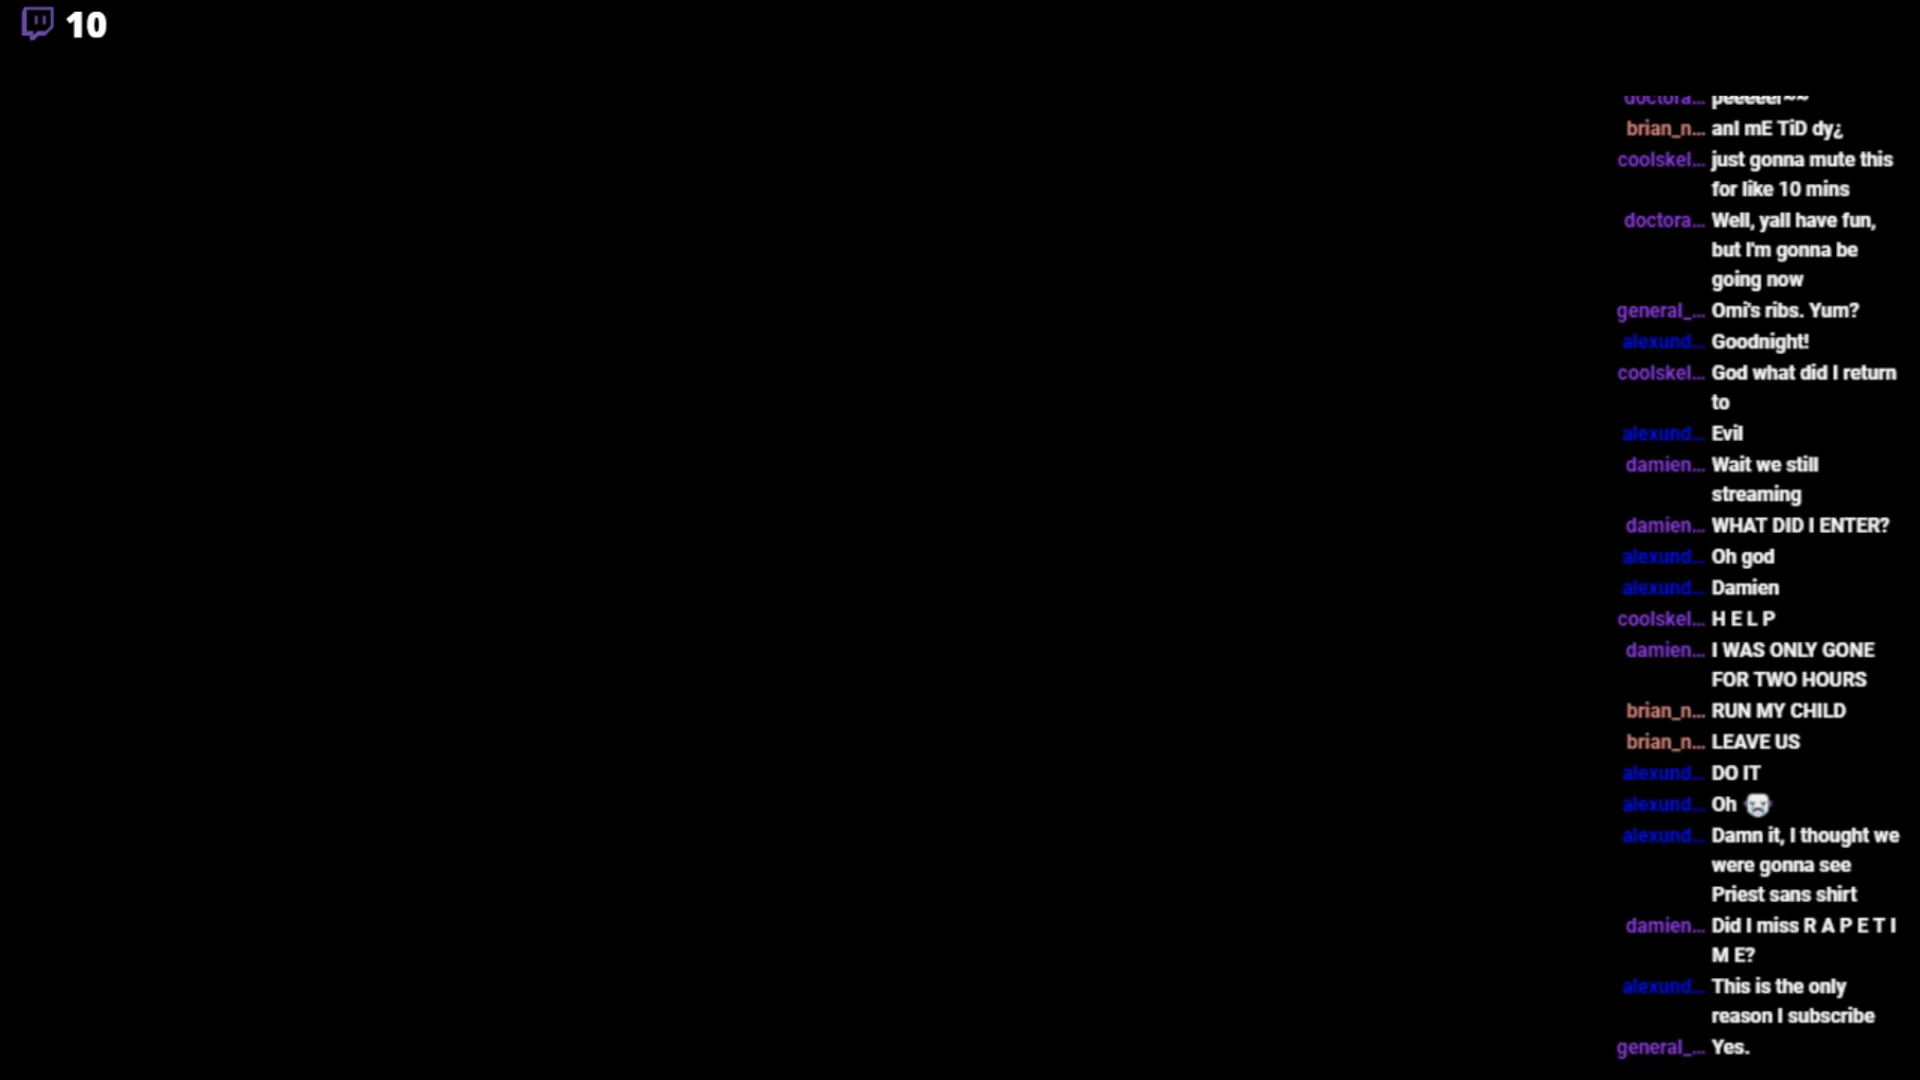 10
doctora... peeeeer~~
brian_n... anI mE TiD dy¿
coolskel... just gonna mute this
for like 10 mins
doctora... Well, yall have fun,
but I'm gonna be
going now
general_... Omi's ribs. Yum?
alexund... Goodnight!
coolskel... God what did I return
to
alexund... Evil
damien... Wait we still
streaming
damien... WHAT DID I ENTER?
alexund... Oh god
alexund... Damien
coolskel... H E L P
damien... I WAS ONLY GONE
FOR TWO HOURS
brian_n... RUN MY CHILD
brian_n... LEAVE US
alexund... DO IT
alexund... Oh
alexund... Damn it, I thought we
were gonna see
Priest sans shirt
damien... Did I miss R A P E T I
M E?
alexund... This is the only
reason I subscribe
general_... Yes.